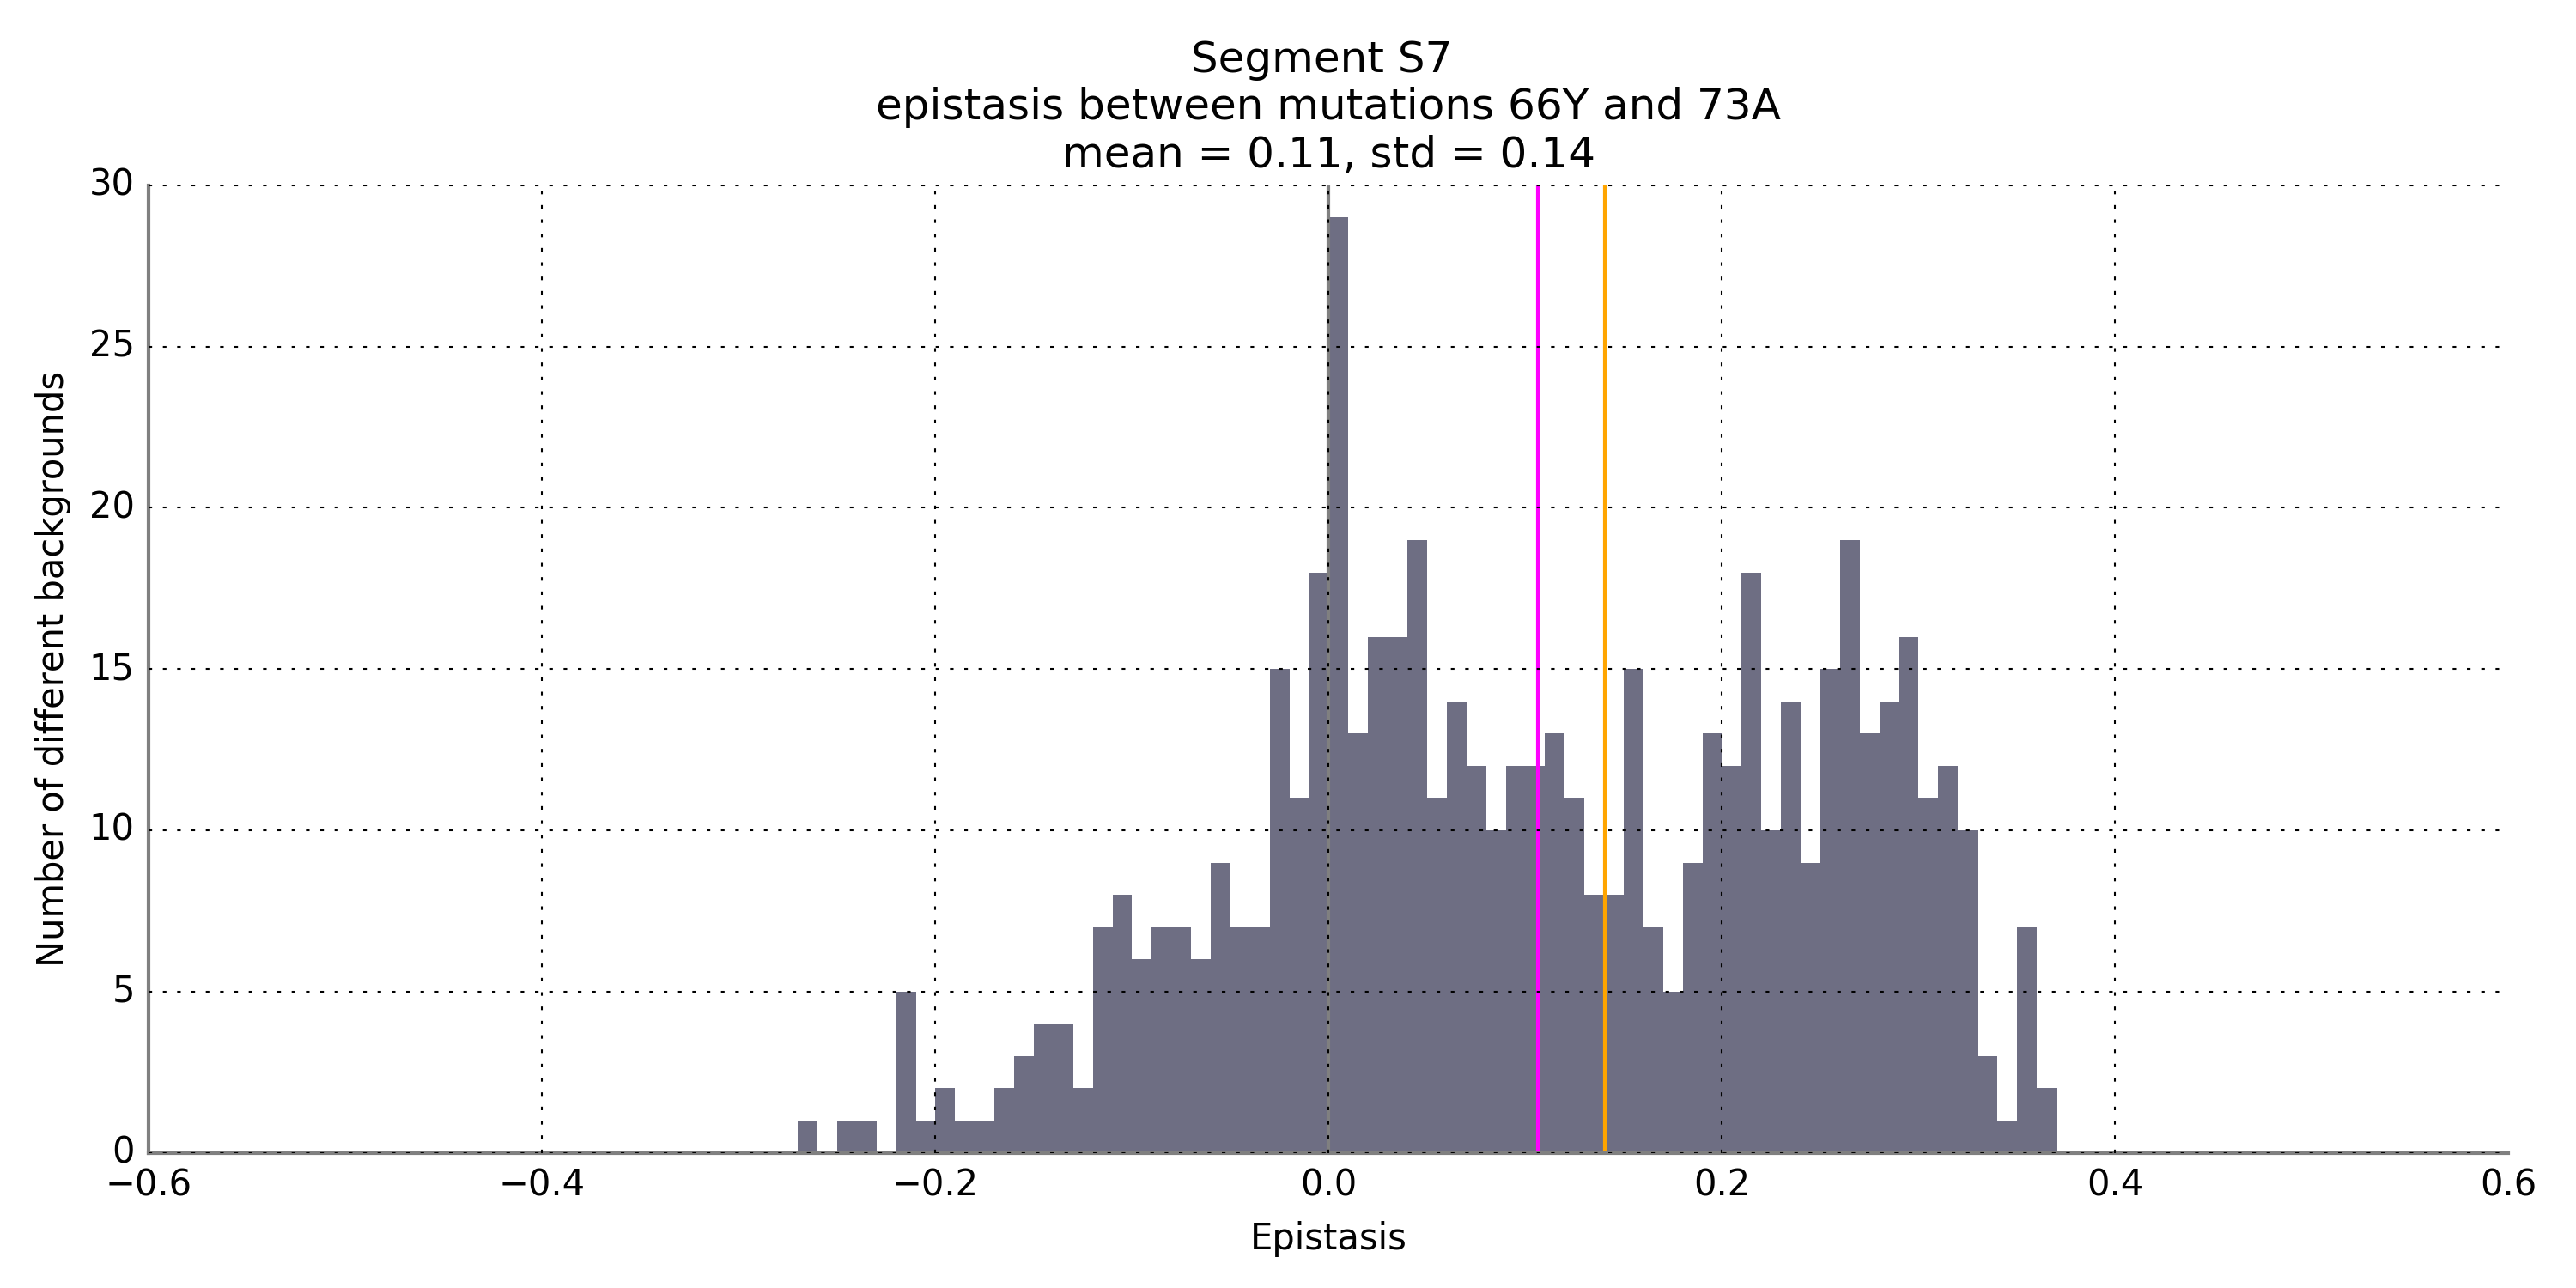 Segment S7
epistasis between mutations 66Y and 73A
mean = 0.11, std = 0.14
30
25
20
15
10
5
0
Number of different backgrounds
−0.6 −0.4 −0.2 0.0 0.2 0.4 0.6
Epistasis